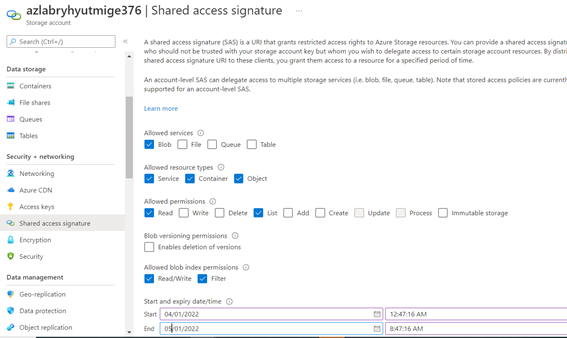 azlabryhyutmige376 | Shared access signature ...
Storage account
Search (Ctrl+/)
«
Data storage
Containers
File shares
Queues
Tables
Security + networking
Networking
Azure CDN
Access keys
Shared access signature
Encryption
Security
Data management
Geo-replication
Data protection
Object replication
A shared access signature (SAS) is a URI that grants restricted access rights to Azure Storage resources. You can provide a shared access signatu
who should not be trusted with your storage account key but whom you wish to delegate access to certain storage account resources. By distri
shared access signature URI to these clients, you grant them access to a resource for a specified period of time.
An account-level SAS can delegate access to multiple storage services (i.e. blob, file, queue, table). Note that stored access policies are currently
supported for an account-level SAS.
Learn more
Allowed services
Blob File Queue Table
Allowed resource types
Service Container Object
Allowed permissions
Read Write Delete List Add Create Update Process Immutable storage
Blob versioning permissions
Enables deletion of versions
Allowed blob index permissions
Read/Write Filter
Start and expiry date/time
Start 04/01/2022 12:47:16 AM
End 05/01/2022 8:47:16 AM